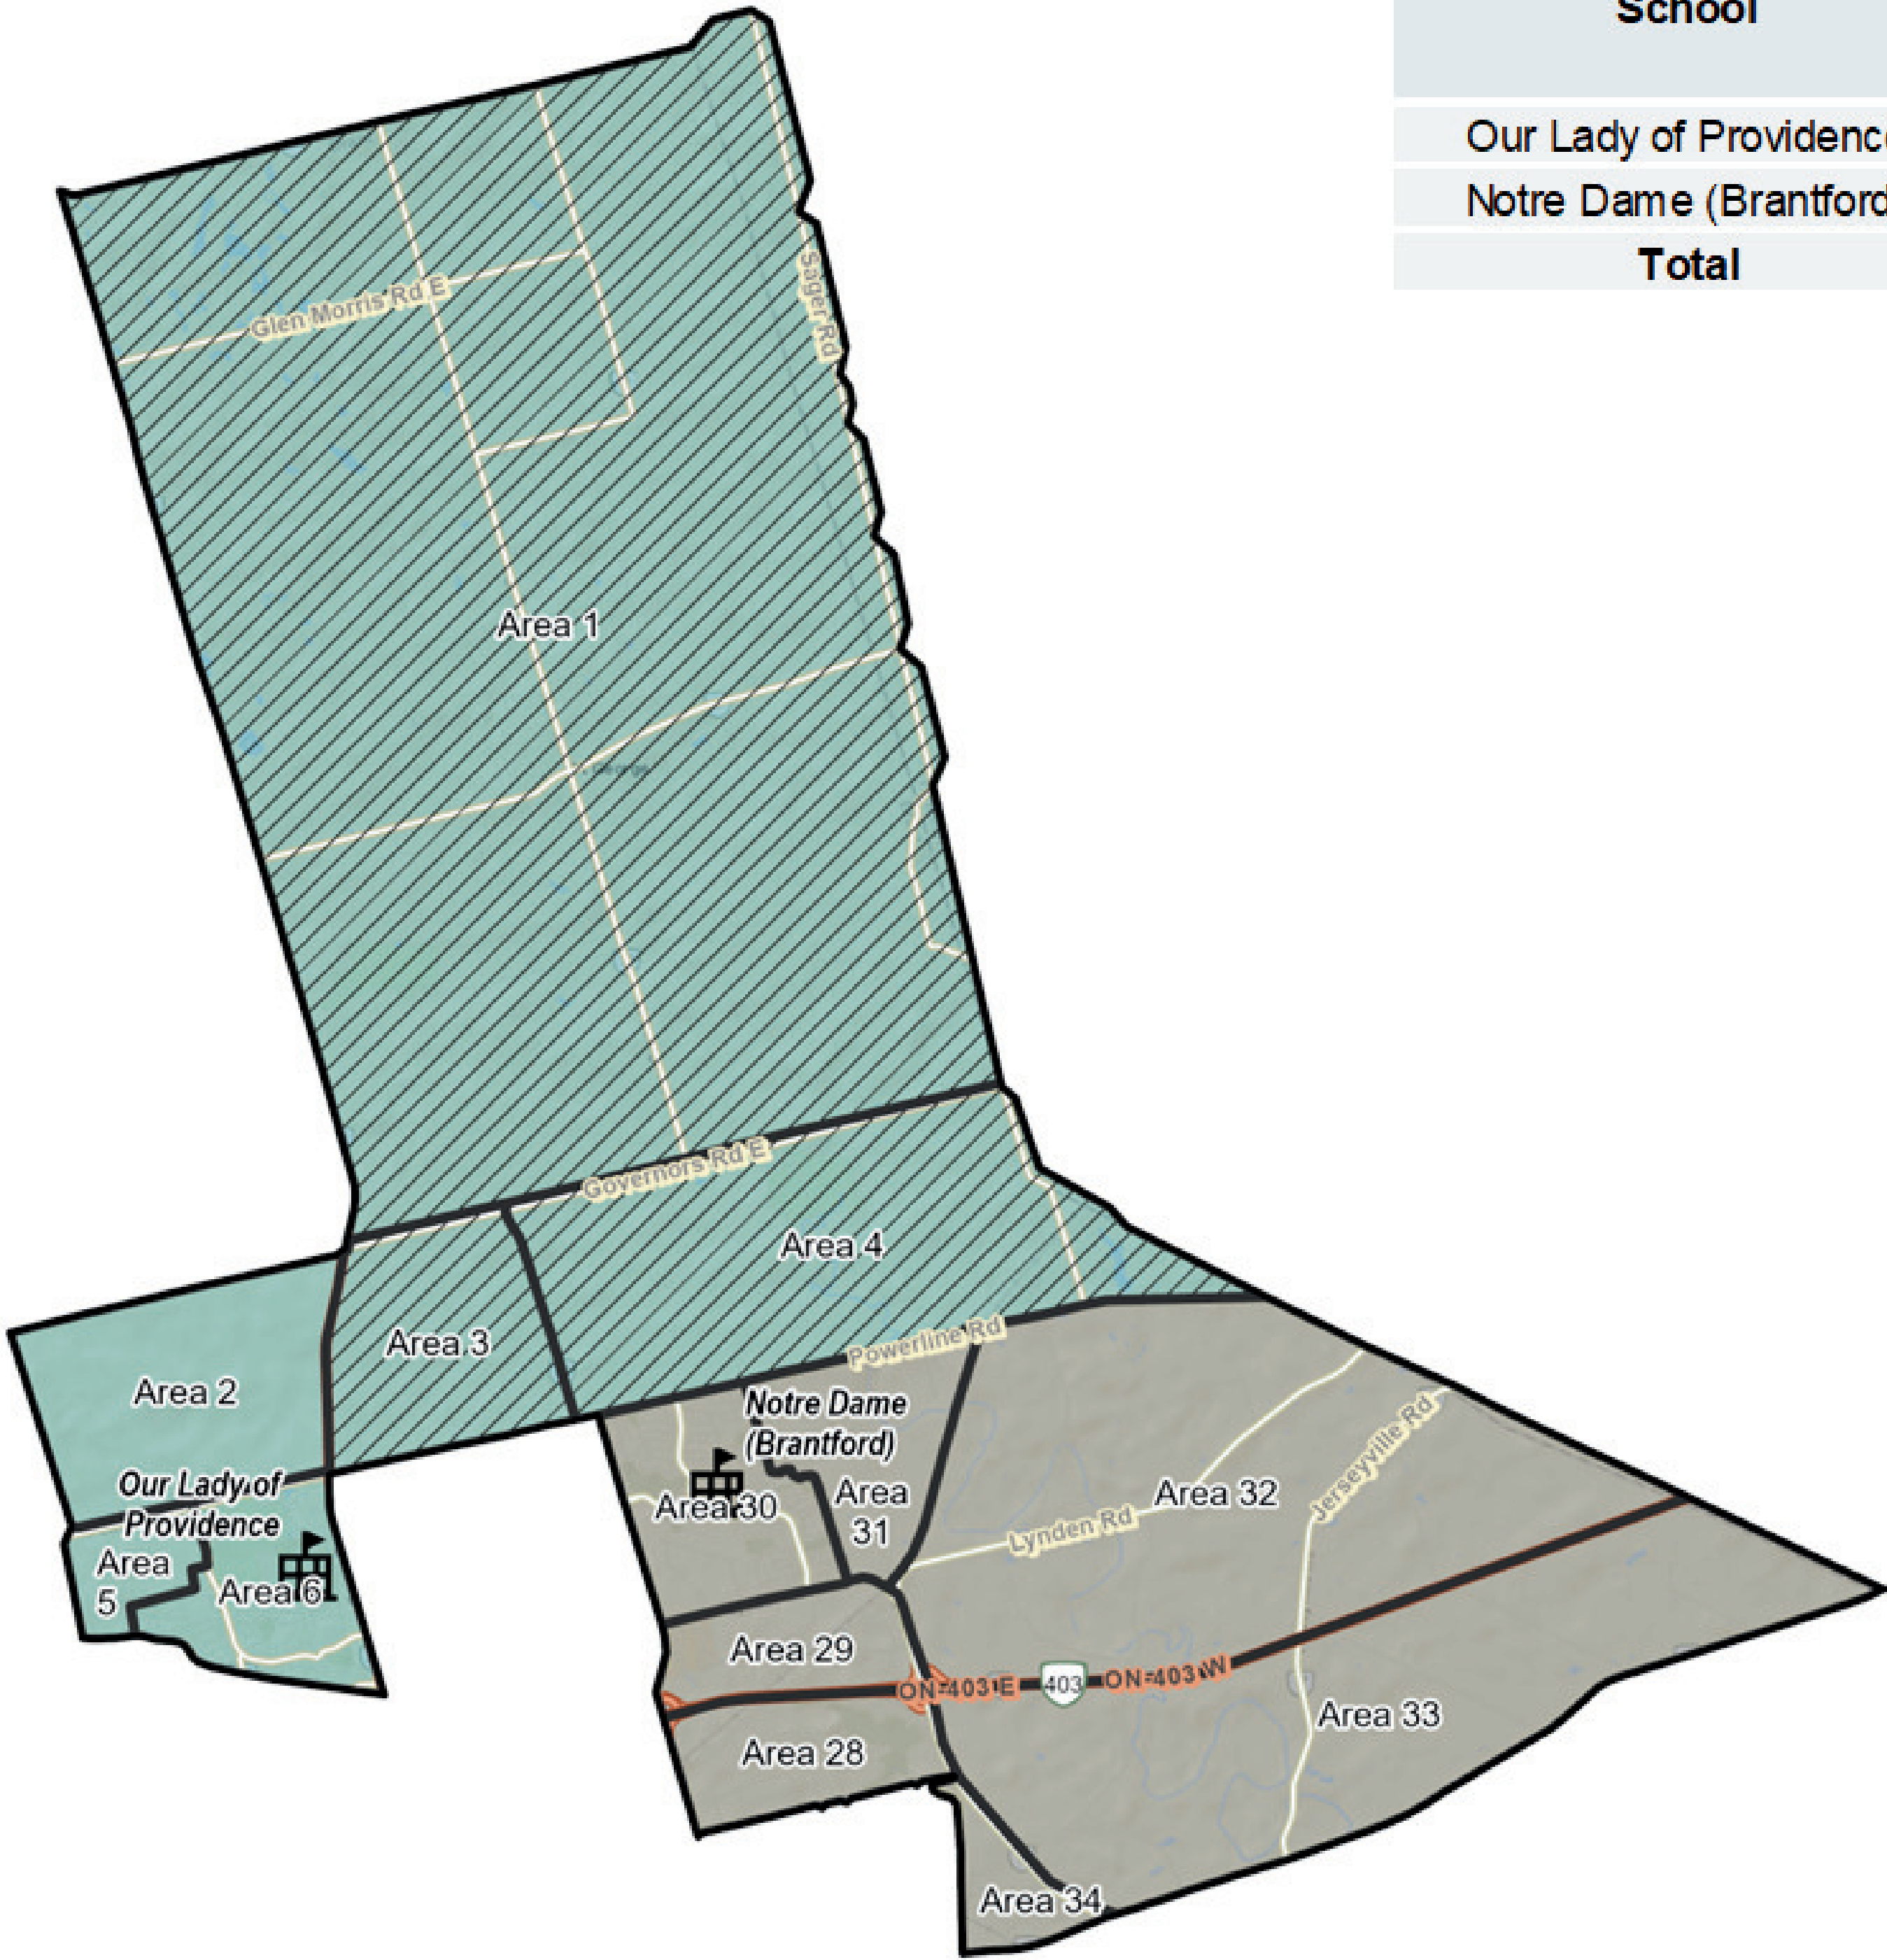 School
Our Lady of Providence
Notre Dame (Brantford
Total
Sager Rd
Glen Morris Rd E
Area 1
Governors Rd E
Area 4
Area 3
Powerline Rd
Area 2
Notre Dame
(Brantford)
Jerseyville Rd
Our Lady of
Providence
Area 30
Area
31
Area 32
Lynden Rd
Area
5
Area 6
Area 29
ON-403 E
403
ON-403 W
Area 33
Area 28
Area 34